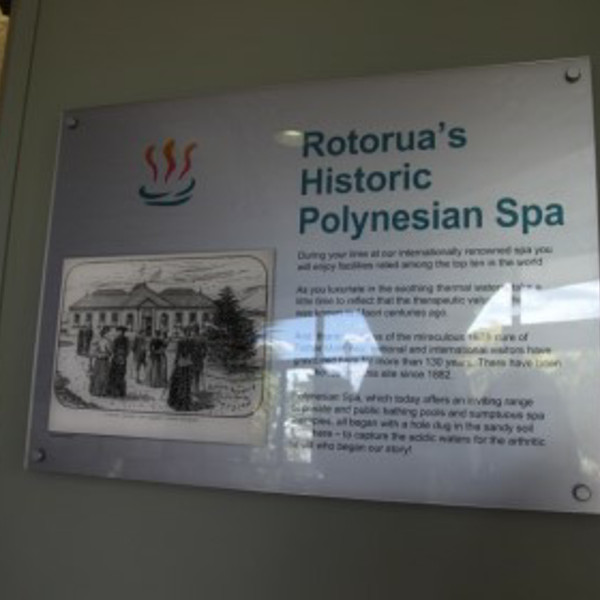 Rotorua's
Historic
Polynesian Spa
During your time at our internationally renowned spa you
will enjoy facilities rated among the top ten in the world
As you luxuriate in the soothing thermal waters take a
little time to reflect that the therapeutic
was known centuries ago.
of the miraculous 1878 cure of
and international visitors have
here for more than 130 years. There have been
site since 1882.
Polynesian Spa, which today offers an inviting range
of private and public bathing pools and sumptuous spa
all began with a hole dug in the sandy soil
here – to capture the acidic waters for the arthritic
who began our story!